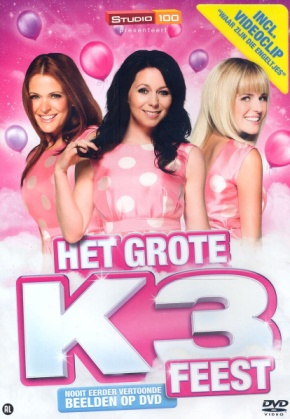 STUDIO 100
presenteert
INCL.
VIDEOCLIP
"WAAR ZIJN DIE ENGELTJES"
HET GROTE
K3
FEEST
NOOIT EERDER VERTOONDE
BEELDEN OP DVD
AL
DVD
VIDEO